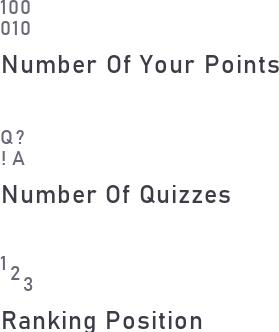 100
010
Number Of Your Points
Q?
!A
Number Of Quizzes
1
2
3
Ranking Position